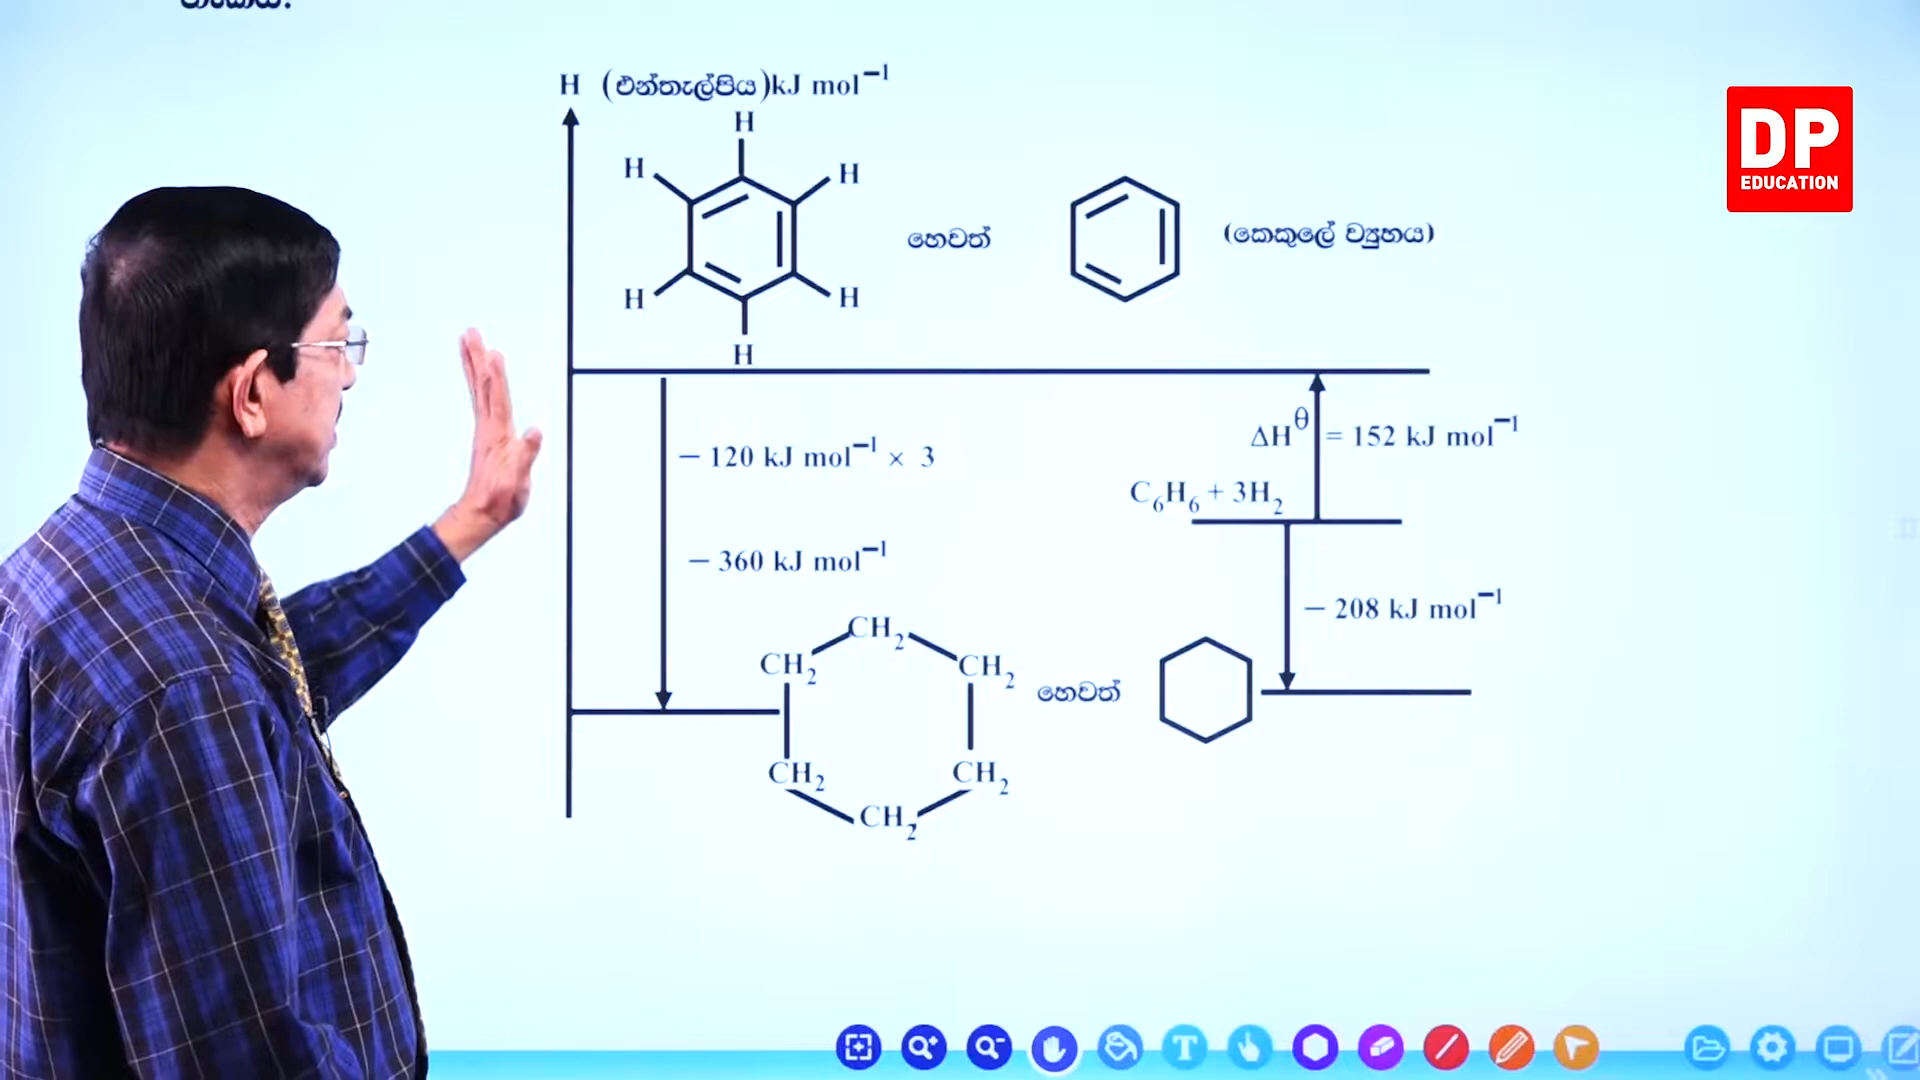 H (එන්තැල්පිය)kJ mol⁻¹
DP
EDUCATION
H
H
H
H
H
H
හෙවත්
(කෙකුලේ ව්‍යුහය)
– 120 kJ mol⁻¹ × 3
ΔH^θ = 152 kJ mol⁻¹
C₆H₆ + 3H₂
– 360 kJ mol⁻¹
– 208 kJ mol⁻¹
CH₂
CH₂
CH₂
හෙවත්
CH₂
CH₂
CH₂
T